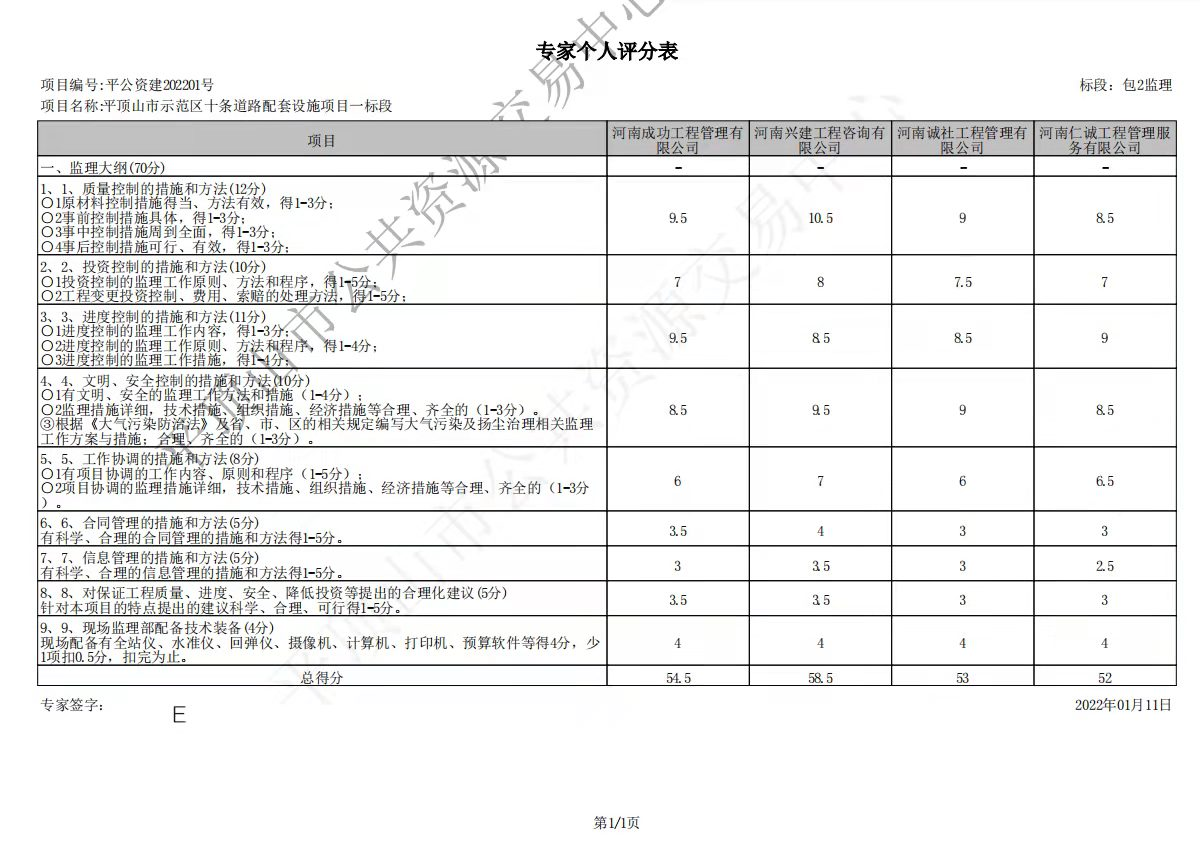 专家个人评分表
项目编号:平公资建202201号
标段：包2监理
项目名称:平顶山市示范区十条道路配套设施项目一标段
项目
河南成功工程管理有限公司
河南兴建工程咨询有限公司
河南诚社工程管理有限公司
河南仁诚工程管理服务有限公司
一、监理大纲(70分)
-
-
-
-
1、1、质量控制的措施和方法(12分)
○1原材料控制措施得当、方法有效，得1-3分；
○2事前控制措施具体，得1-3分；
○3事中控制措施周到全面，得1-3分；
○4事后控制措施可行、有效，得1-3分；
9.5
10.5
9
8.5
2、2、投资控制的措施和方法(10分)
○1投资控制的监理工作原则、方法和程序，得1-5分；
○2工程变更投资控制、费用、索赔的处理方法，得1-5分；
7
8
7.5
7
3、3、进度控制的措施和方法(11分)
○1进度控制的监理工作内容，得1-3分；
○2进度控制的监理工作原则、方法和程序，得1-4分；
○3进度控制的监理工作措施，得1-4分；
9.5
8.5
8.5
9
4、4、文明、安全控制的措施和方法(10分)
○1有文明、安全的监理工作方法和措施（1-4分）；
○2监理措施详细，技术措施、组织措施、经济措施等合理、齐全的（1-3分）。
③根据《大气污染防治法》及省、市、区的相关规定编写大气污染及扬尘治理相关监理
工作方案与措施；合理、齐全的（1-3分）。
8.5
9.5
9
8.5
5、5、工作协调的措施和方法(8分)
○1有项目协调的工作内容、原则和程序（1-5分）；
○2项目协调的监理措施详细，技术措施、组织措施、经济措施等合理、齐全的（1-3分
）。
6
7
6
6.5
6、6、合同管理的措施和方法(5分)
有科学、合理的合同管理的措施和方法得1-5分。
3.5
4
3
3
7、7、信息管理的措施和方法(5分)
有科学、合理的信息管理的措施和方法得1-5分。
3
3.5
3
2.5
8、8、对保证工程质量、进度、安全、降低投资等提出的合理化建议(5分)
针对本项目的特点提出的建议科学、合理、可行得1-5分。
3.5
3.5
3
3
9、9、现场监理部配备技术装备(4分)
现场配备有全站仪、水准仪、回弹仪、摄像机、计算机、打印机、预算软件等得4分，少
1项扣0.5分，扣完为止。
4
4
4
4
总得分
54.5
58.5
53
52
专家签字：
E
2022年01月11日
第1/1页
平顶山市公共资源交易中心
平顶山市公共资源交易中心